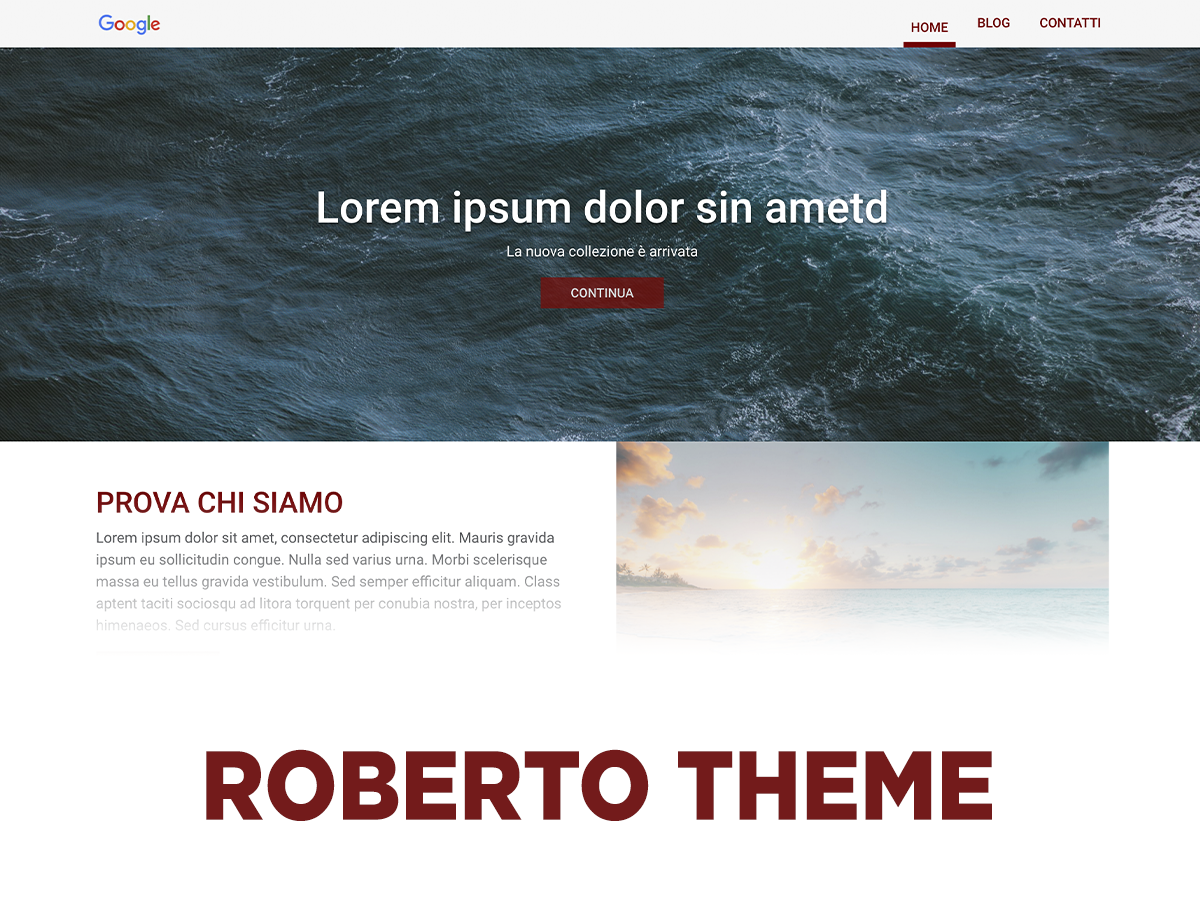 Google
HOME BLOG CONTATTI
Lorem ipsum dolor sin ametd
La nuova collezione è arrivata
CONTINUA
PROVA CHI SIAMO
Lorem ipsum dolor sit amet, consectetur adipiscing elit. Mauris gravida
ipsum eu sollicitudin congue. Nulla sed varius urna. Morbi scelerisque
massa eu tellus gravida vestibulum. Sed semper efficitur aliquam. Class
aptent taciti sociosqu ad litora torquent per conubia nostra, per inceptos
himenaeos. Sed cursus efficitur urna.
ROBERTO THEME